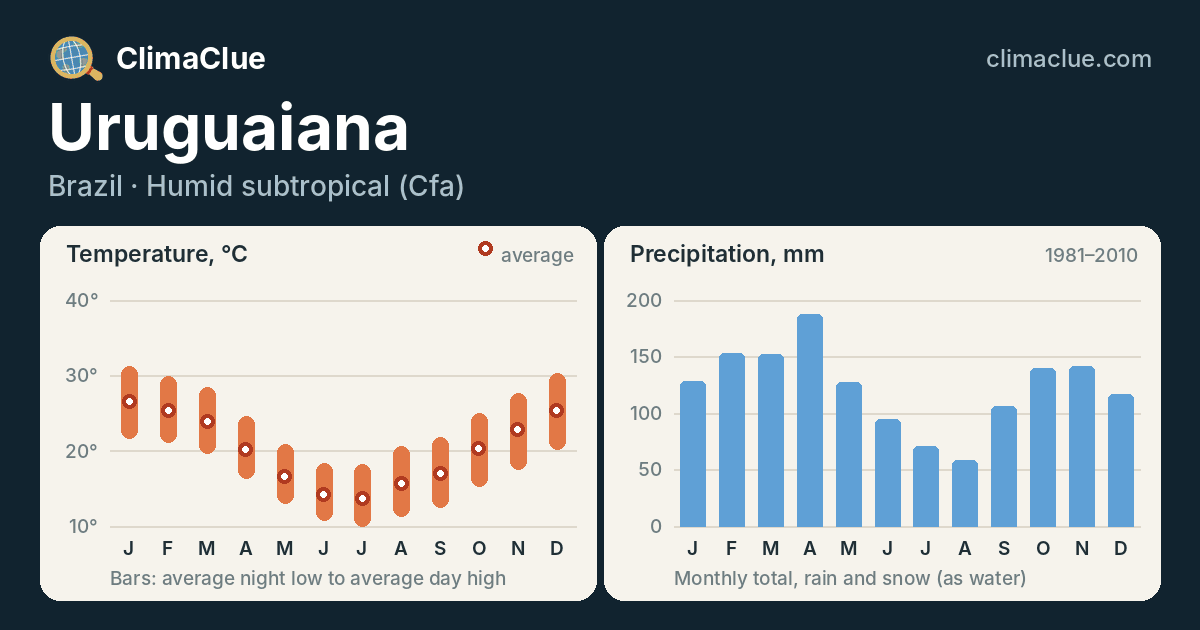 ClimaClue
climaclue.com
Uruguaiana
Brazil · Humid subtropical (Cfa)
Temperature, °C
average
40°
30°
20°
10°
J F M A M J J A S O N D
Bars: average night low to average day high
Precipitation, mm
1981–2010
200
150
100
50
0
J F M A M J J A S O N D
Monthly total, rain and snow (as water)